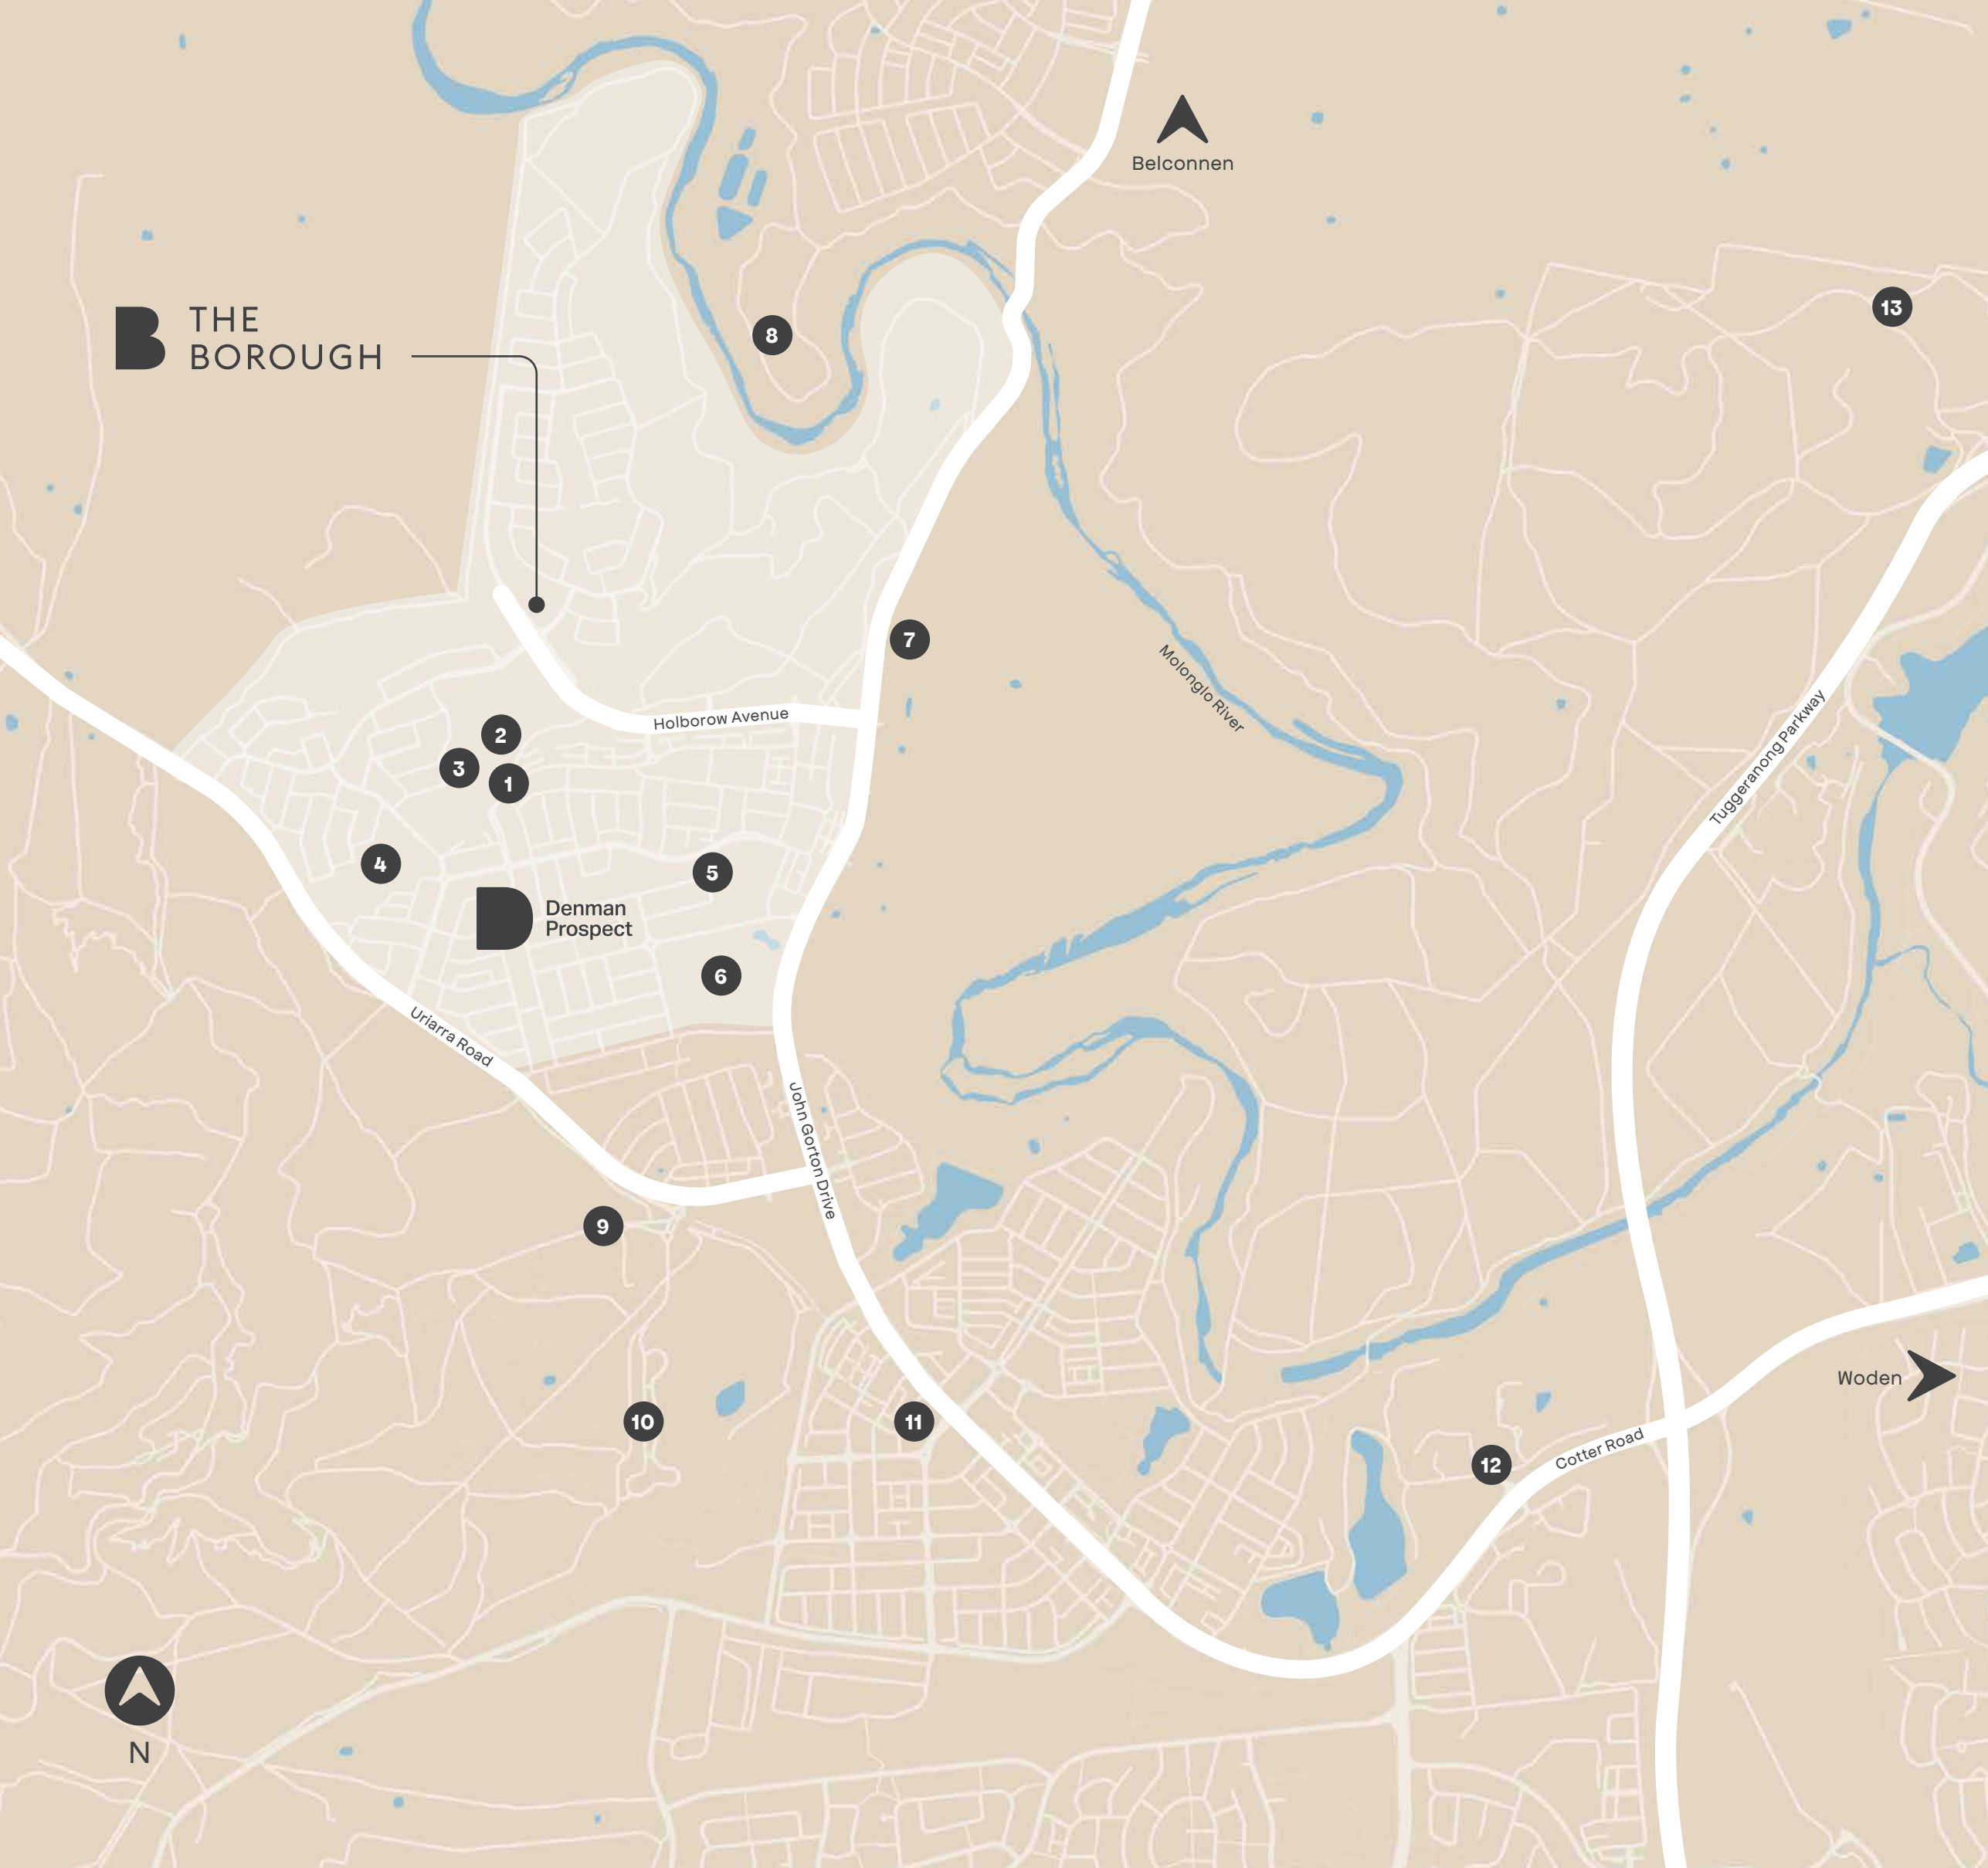 Belconnen
13
THE
BOROUGH
8
7
Molonglo River
Holborow Avenue
2
3
1
Tuggeranong Parkway
4
5
Denman
Prospect
6
Uriarra Road
John Gorton Drive
9
Woden
10
11
Cotter Road
12
N